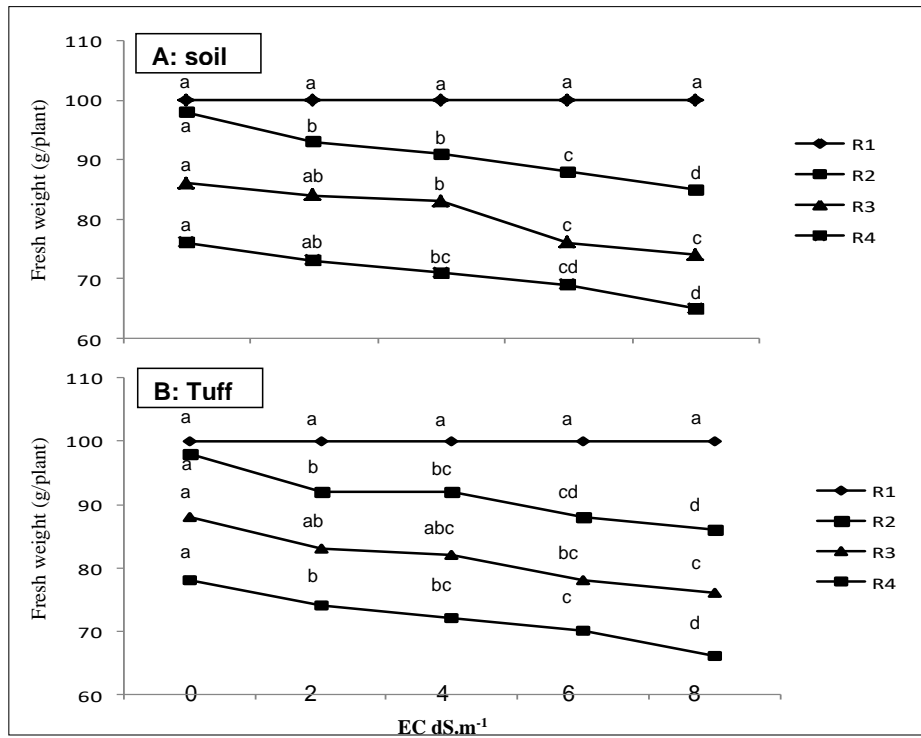 110
A: soil
a a a a a
100
a b b c d
90
a ab b c c
80
a ab bc cd d
70
60
Fresh weight (g/plant)
R1
R2
R3
R4
110
B: Tuff
a a a a a
100
a b bc cd d
90
a ab abc bc c
80
a b bc c d
70
60
Fresh weight (g/plant)
R1
R2
R3
R4
0 2 4 6 8
EC dS.m⁻¹